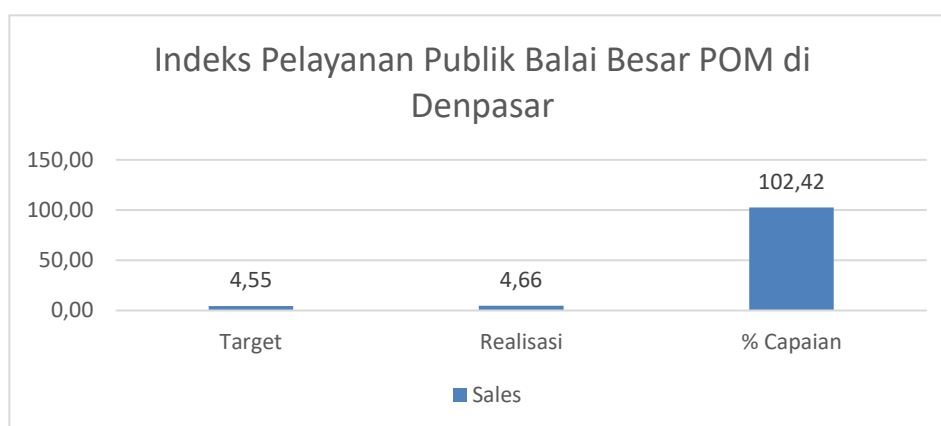 Indeks Pelayanan Publik Balai Besar POM di
Denpasar
150,00
100,00
50,00
0,00
4,55
4,66
102,42
Target
Realisasi
% Capaian
Sales